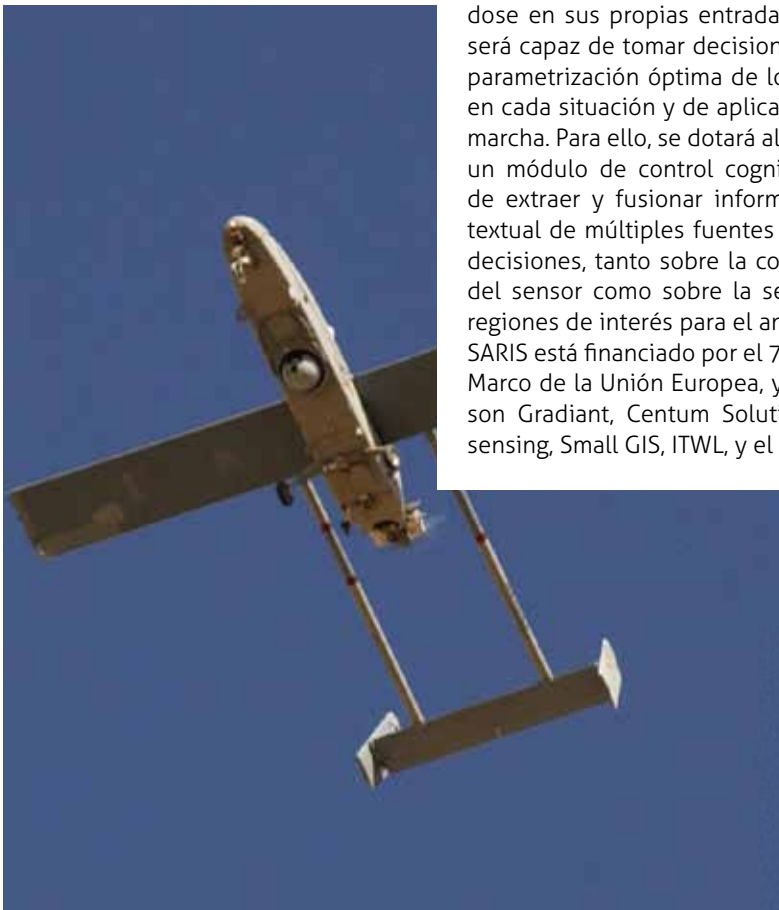 dose en sus propias entrada
será capaz de tomar decision
parametrización óptima de lo
en cada situación y de aplica
marcha. Para ello, se dotará al
un módulo de control cogni
de extraer y fusionar inform
textual de múltiples fuentes
decisiones, tanto sobre la co
del sensor como sobre la se
regiones de interés para el ar
SARIS está financiado por el 7
Marco de la Unión Europea, y
son Gradiant, Centum Soluti
sensing, Small GIS, ITWL, y el